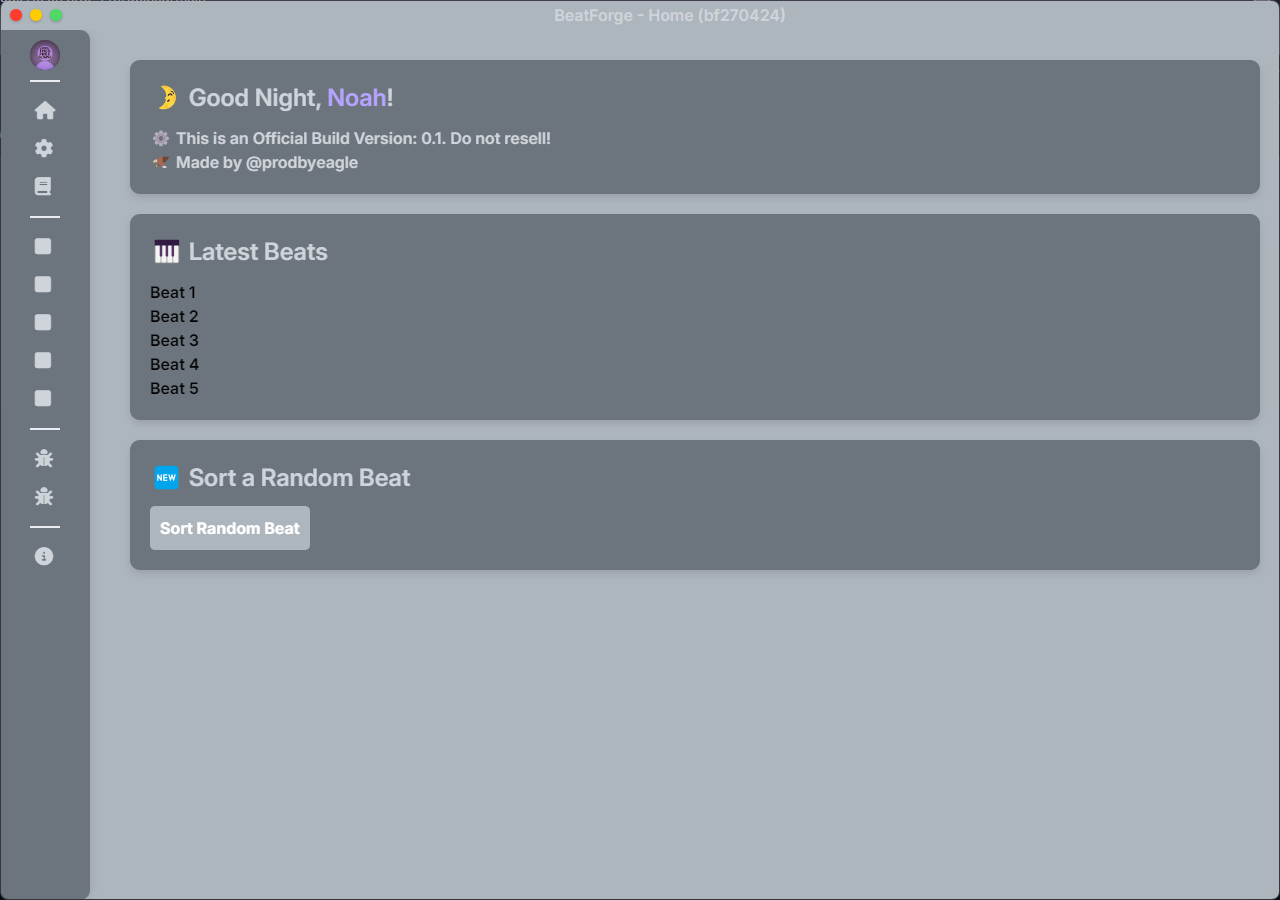 BeatForge - Home (bf270424)
Good Night, Noah!
This is an Official Build Version: 0.1. Do not resell!
Made by @prodbyeagle
Latest Beats
Beat 1
Beat 2
Beat 3
Beat 4
Beat 5
NEW Sort a Random Beat
Sort Random Beat